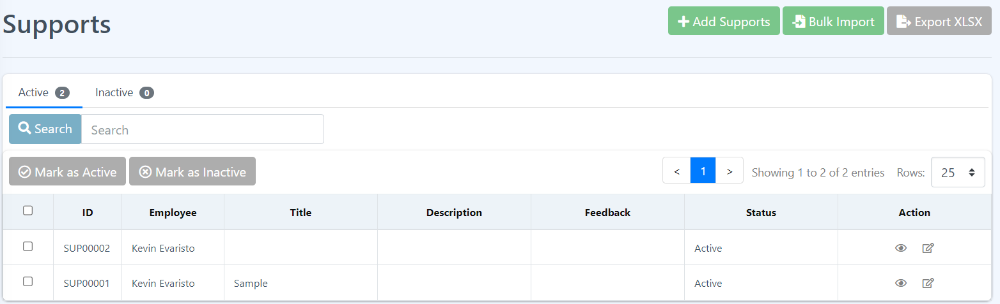 Supports
Add Supports Bulk Import Export XLSX
Active 2 Inactive 0
Search Search
Mark as Active Mark as Inactive < 1 > Showing 1 to 2 of 2 entries Rows: 25
ID Employee Title Description Feedback Status Action
SUP00002 Kevin Evaristo Active
SUP00001 Kevin Evaristo Sample Active